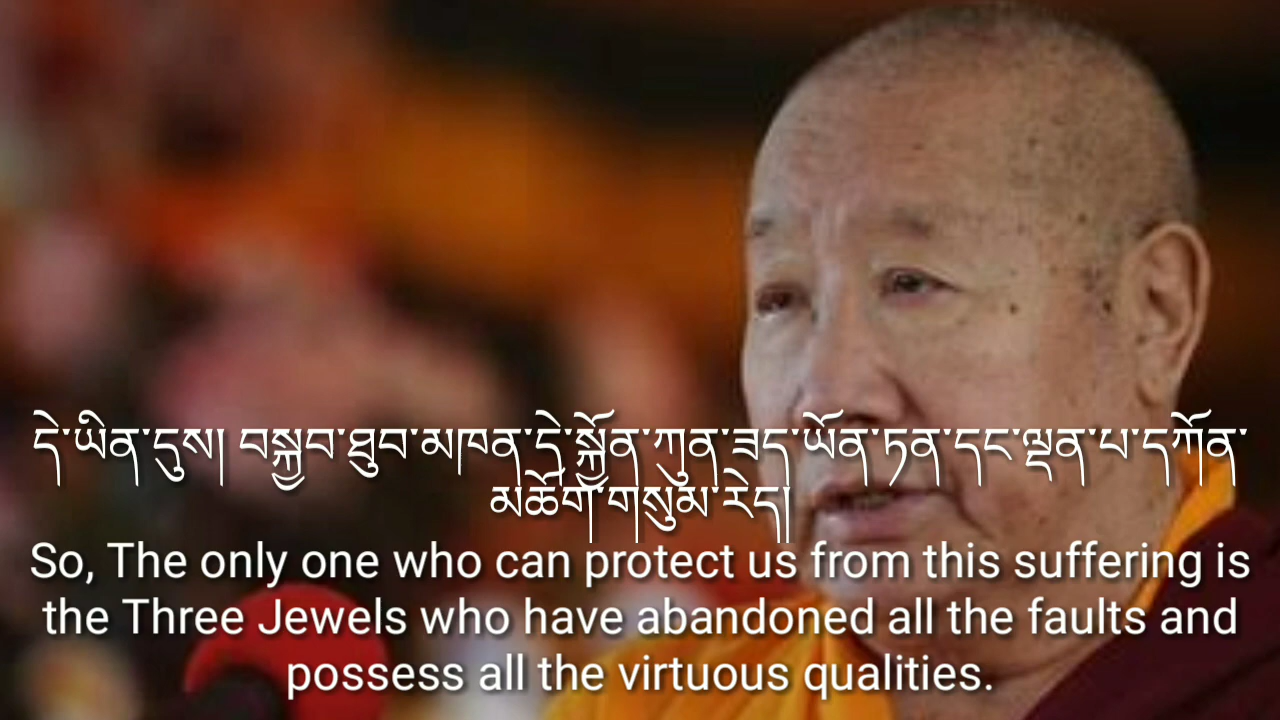 དེ་ཡིན་དུས། བསྐྱབ་ཐུབ་མཁན་དེ་སྐྱོན་ཀུན་ཟད་ཡོན་ཏན་དང་ལྡན་པ་དཀོན་
མཆོག་གསུམ་རེད།
So, The only one who can protect us from this suffering is
the Three Jewels who have abandoned all the faults and
possess all the virtuous qualities.